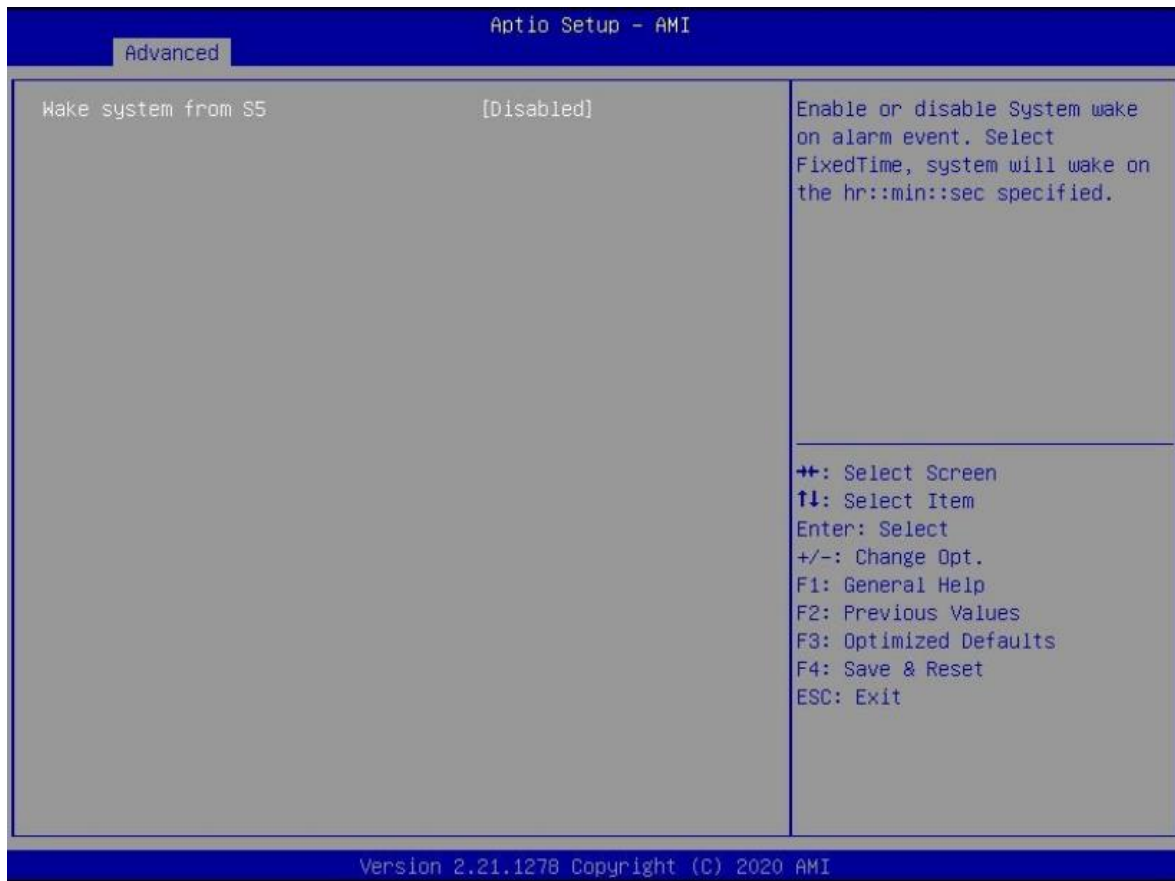 Aptio Setup – AMI
Advanced
Wake system from S5 [Disabled]
Enable or disable System wake
on alarm event. Select
FixedTime, system will wake on
the hr::min::sec specified.
→←: Select Screen
↑↓: Select Item
Enter: Select
+/-: Change Opt.
F1: General Help
F2: Previous Values
F3: Optimized Defaults
F4: Save & Reset
ESC: Exit
Version 2.21.1278 Copyright (C) 2020 AMI